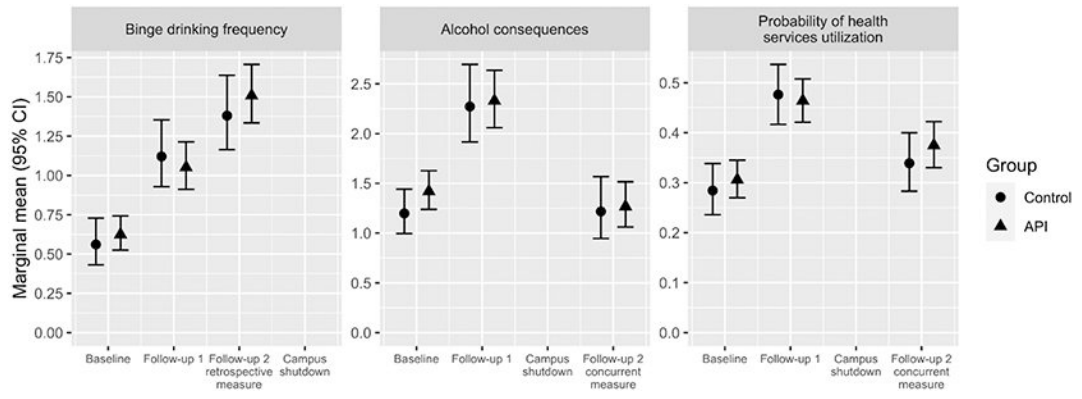 Binge drinking frequency
Alcohol consequences
Probability of health
services utilization
Marginal mean (95% CI)
1.75
1.50
1.25
1.00
0.75
0.50
0.25
0.00
2.5
2.0
1.5
1.0
0.5
0.0
0.5
0.4
0.3
0.2
0.1
0.0
Baseline
Follow-up 1
Follow-up 2
retrospective
measure
Campus
shutdown
Baseline
Follow-up 1
Campus
shutdown
Follow-up 2
concurrent
measure
Baseline
Follow-up 1
Campus
shutdown
Follow-up 2
concurrent
measure
Group
Control
API